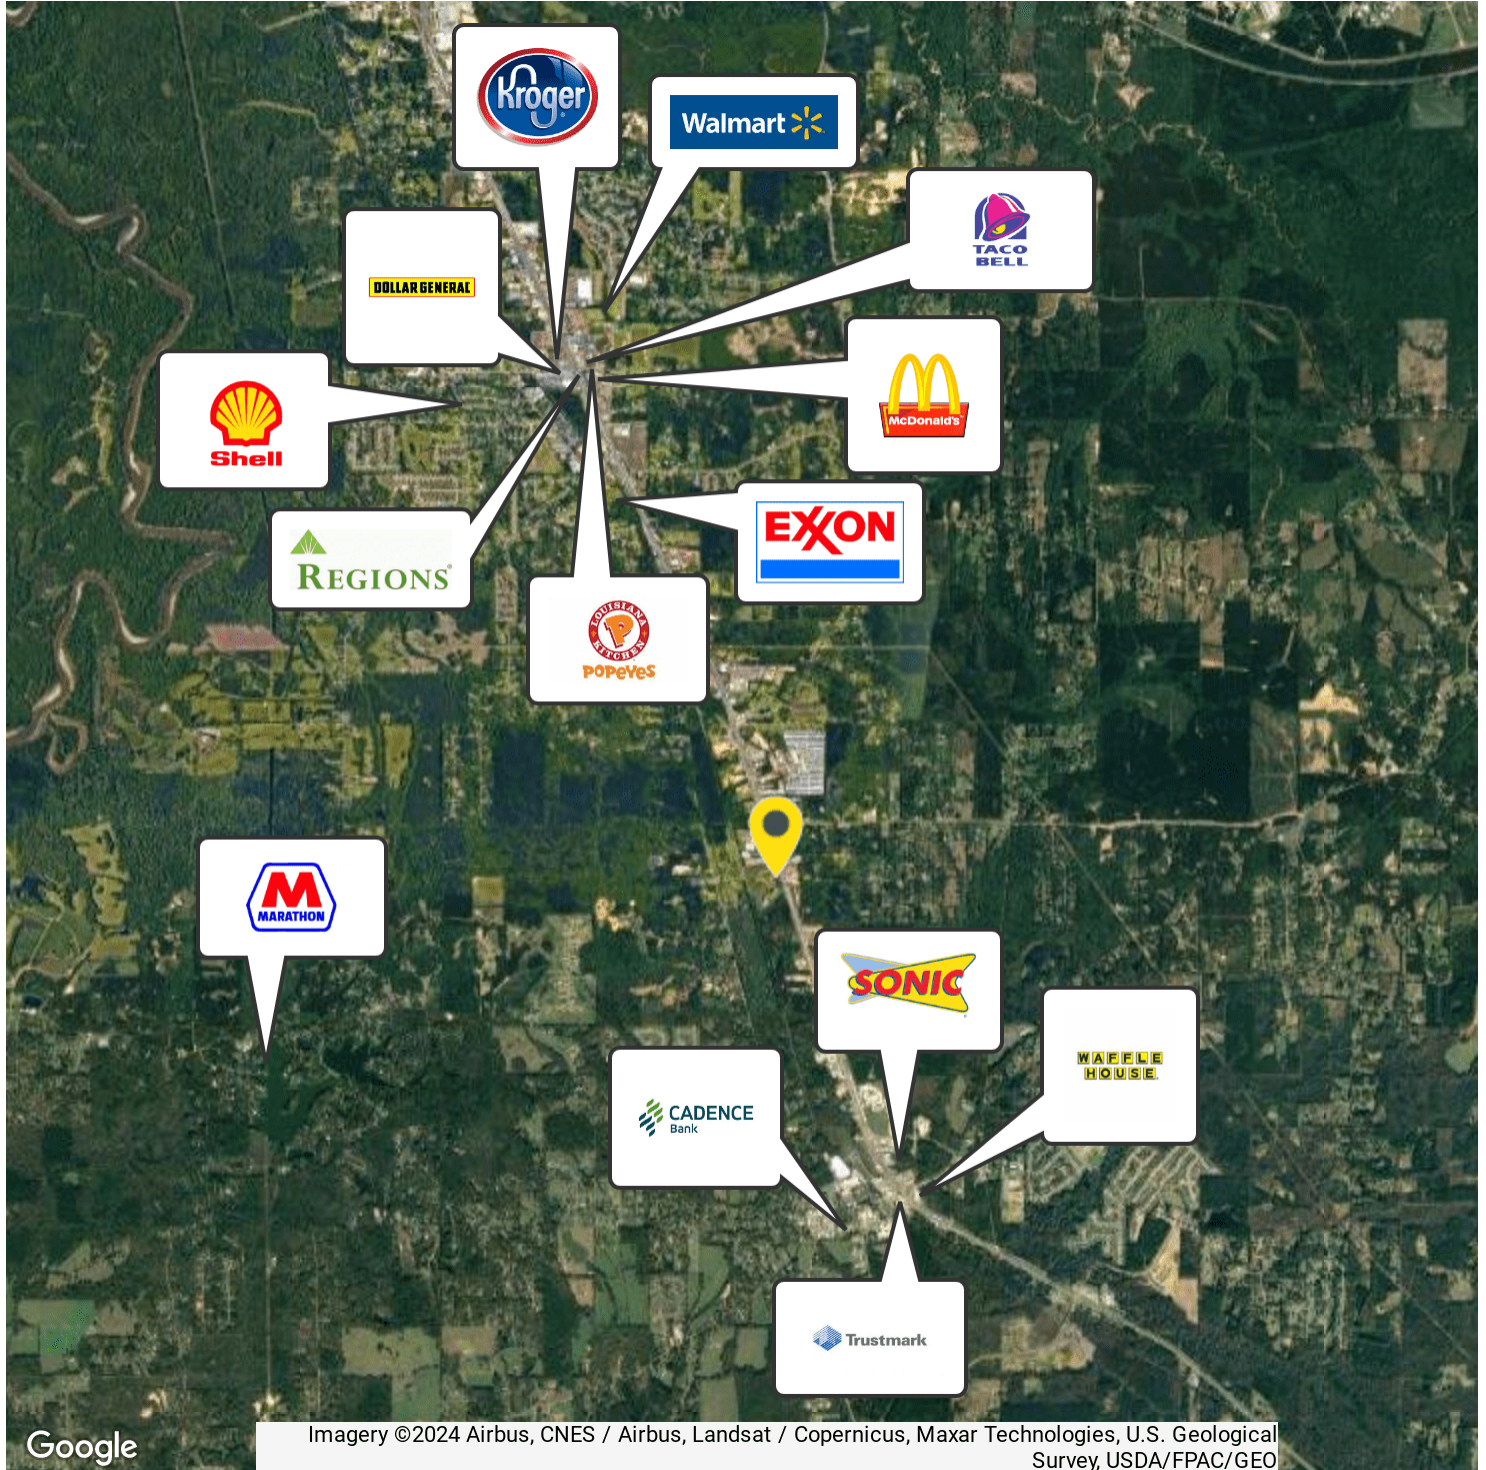 Kroger
Walmart
TACO
BELL
DOLLAR GENERAL
McDonald's
Shell
EXXON
REGIONS®
LOUISIANA
P
KITCHEN
POPEYES
M
MARATHON
SONIC
WAFFLE
HOUSE
CADENCE
Bank
Trustmark
Google
Imagery ©2024 Airbus, CNES / Airbus, Landsat / Copernicus, Maxar Technologies, U.S. Geological
Survey, USDA/FPAC/GEO